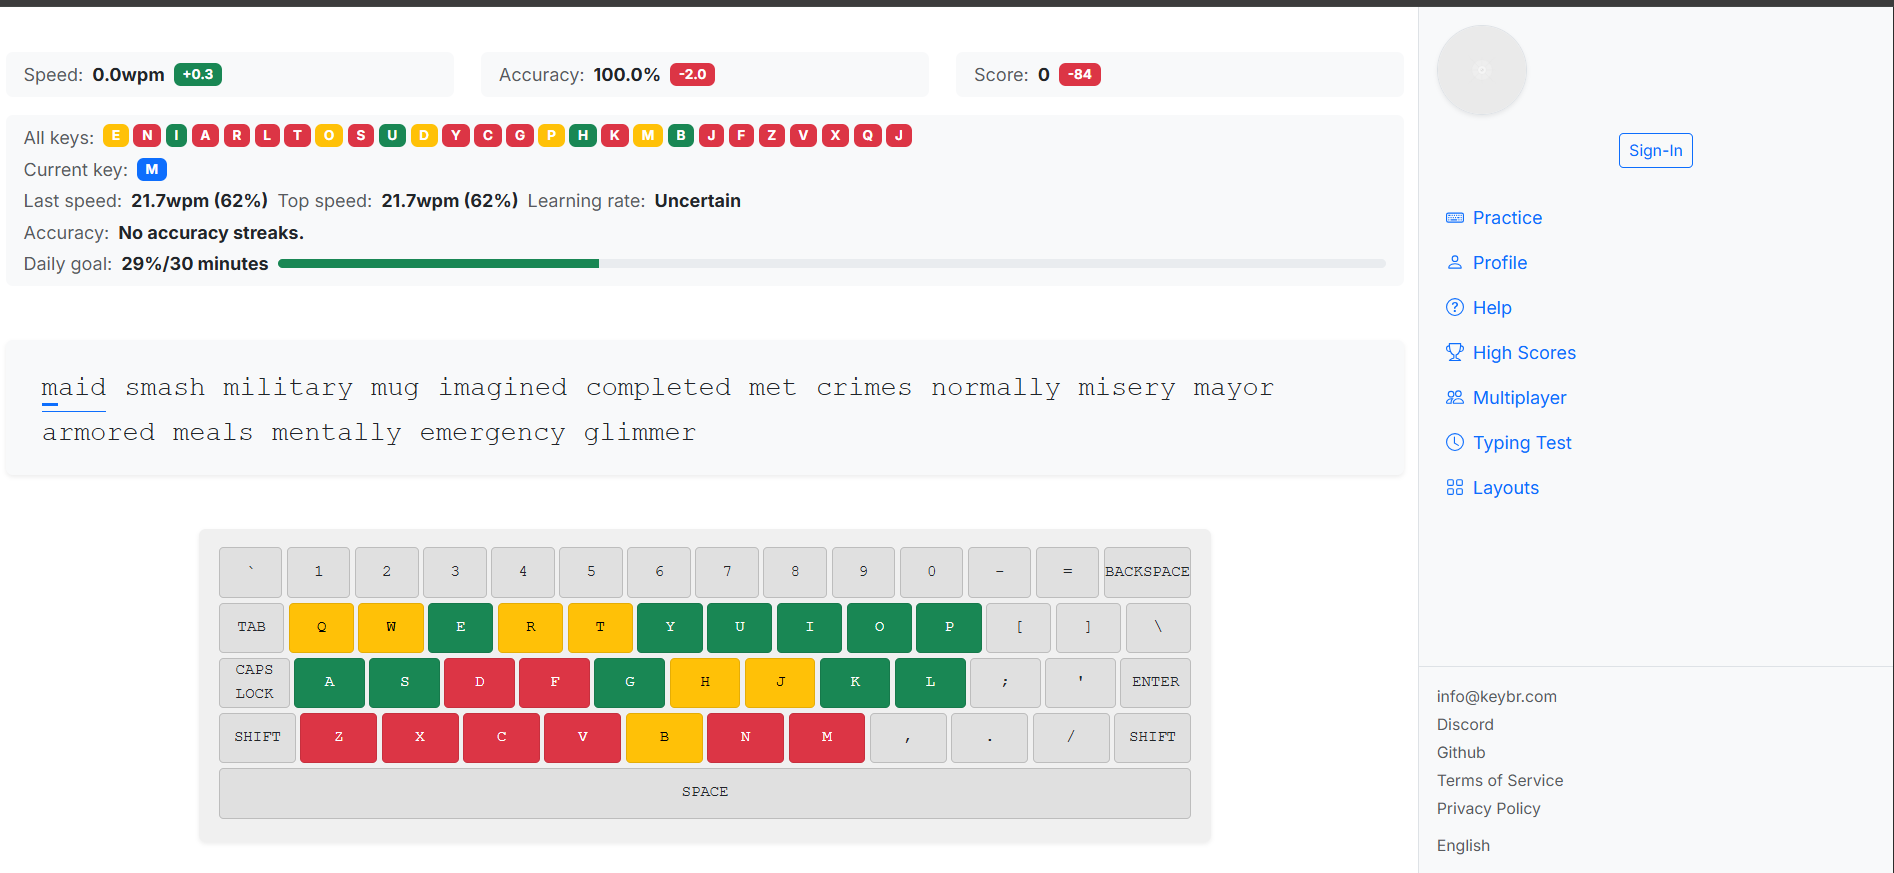 Speed: 0.0wpm +0.3 Accuracy: 100.0% -2.0 Score: 0 -84
All keys: E N I A R L T O S U D Y C G P H K M B J F Z V X Q J
Current key: M
Last speed: 21.7wpm (62%) Top speed: 21.7wpm (62%) Learning rate: Uncertain
Accuracy: No accuracy streaks.
Daily goal: 29%/30 minutes
maid smash military mug imagined completed met crimes normally misery mayor
armored meals mentally emergency glimmer
` 1 2 3 4 5 6 7 8 9 0 - = BACKSPACE
TAB Q W E R T Y U I O P [ ] \
CAPS
LOCK A S D F G H J K L ; ' ENTER
SHIFT Z X C V B N M , . / SHIFT
SPACE
Sign-In
Practice
Profile
Help
High Scores
Multiplayer
Typing Test
Layouts
info@keybr.com
Discord
Github
Terms of Service
Privacy Policy
English